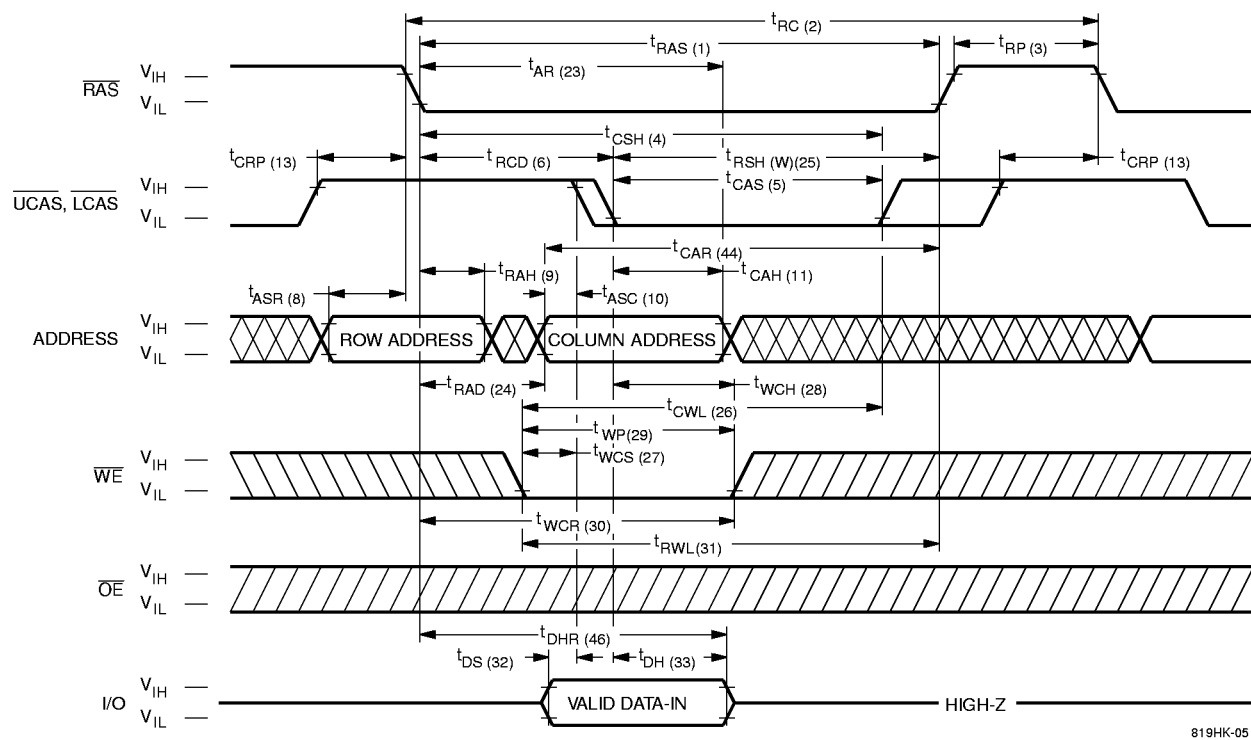 tRC (2)
tRAS (1)
tRP (3)
tAR (23)
RAS
VIH
VIL
tCSH (4)
tCRP (13)
tRCD (6)
tRSH (W)(25)
tCRP (13)
tCAS (5)
UCAS, LCAS
VIH
VIL
tCAR (44)
tRAH (9)
tCAH (11)
tASR (8)
tASC (10)
ADDRESS
VIH
VIL
ROW ADDRESS
COLUMN ADDRESS
tRAD (24)
tWCH (28)
tCWL (26)
tWP(29)
tWCS (27)
WE
VIH
VIL
tWCR (30)
tRWL(31)
OE
VIH
VIL
tDHR (46)
tDS (32)
tDH (33)
I/O
VIH
VIL
VALID DATA-IN
HIGH-Z
819HK-05